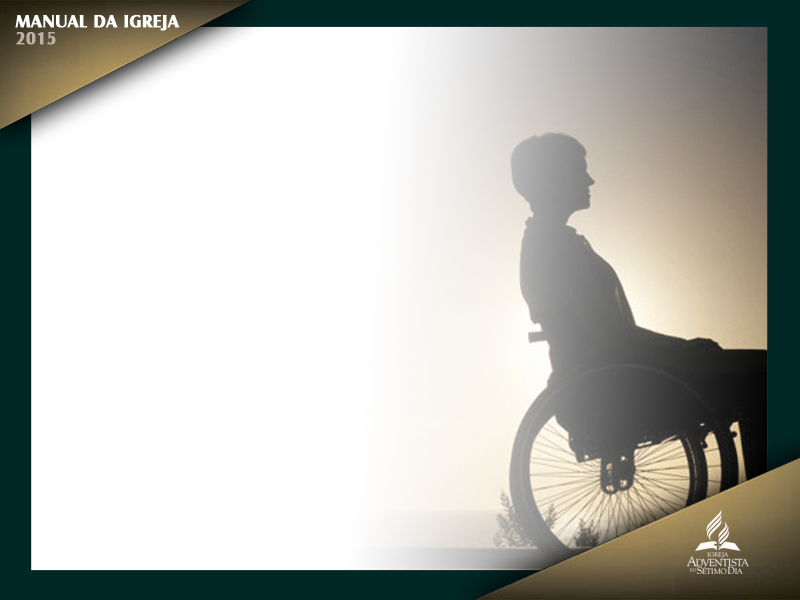 MANUAL DA IGREJA
2015
IGREJA
ADVENTISTA
DO SÉTIMO DIA